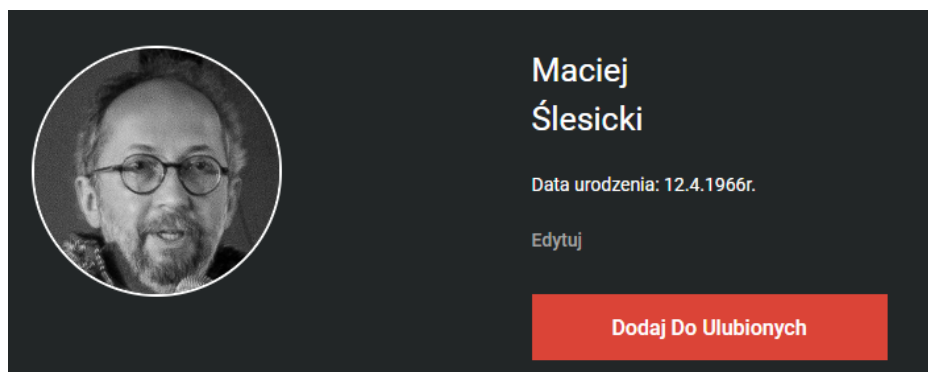 Maciej
Ślesicki
Data urodzenia: 12.4.1966r.
Edytuj
Dodaj Do Ulubionych